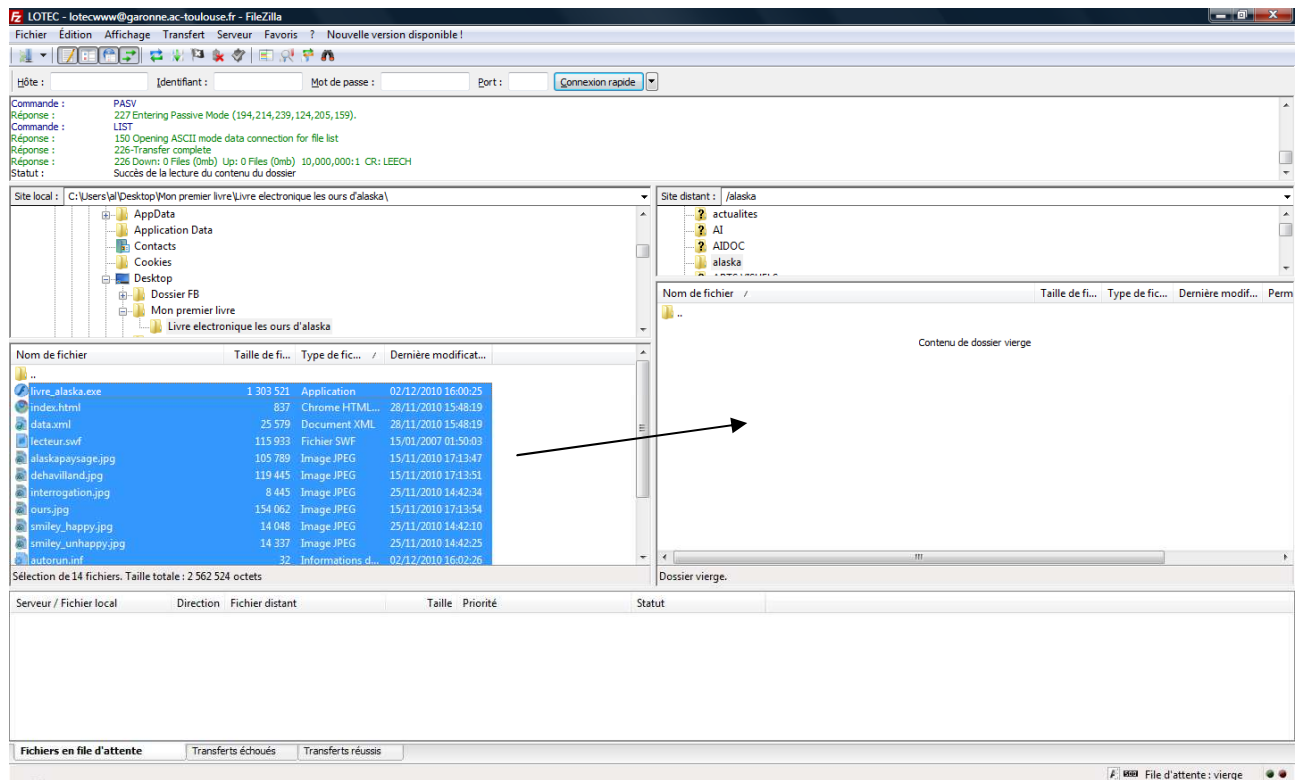 LOTEC - lotecwww@garonne.ac-toulouse.fr - FileZilla
Fichier Édition Affichage Transfert Serveur Favoris ? Nouvelle version disponible !
Hôte : Identifiant : Mot de passe : Port : Connexion rapide
Commande : PASV
Réponse : 227 Entering Passive Mode (194,214,239,124,205,159).
Commande : LIST
Réponse : 150 Opening ASCII mode data connection for file list
Réponse : 226-Transfer complete
Réponse : 226 Down: 0 Files (0mb) Up: 0 Files (0mb) 10,000,000:1 CR: LEECH
Statut : Succès de la lecture du contenu du dossier
Site local : C:\Users\al\Desktop\Mon premier livre\Livre electronique les ours d'alaska\
AppData
Application Data
Contacts
Cookies
Desktop
Dossier FB
Mon premier livre
Livre electronique les ours d'alaska
Site distant : /alaska
? actualites
? AI
? AIDOC
alaska
Nom de fichier Taille de fi... Type de fic... Dernière modificat...
..
livre_alaska.exe 1 303 521 Application 02/12/2010 16:00:25
index.html 837 Chrome HTML... 28/11/2010 15:48:19
data.xml 25 579 Document XML 28/11/2010 15:48:19
lecteur.swf 115 933 Fichier SWF 15/01/2007 01:50:03
alaskapaysage.jpg 105 789 Image JPEG 15/11/2010 17:13:47
dehavilland.jpg 119 445 Image JPEG 15/11/2010 17:13:51
interrogation.jpg 8 445 Image JPEG 25/11/2010 14:42:34
ours.jpg 154 062 Image JPEG 15/11/2010 17:13:54
smiley_happy.jpg 14 048 Image JPEG 25/11/2010 14:42:10
smiley_unhappy.jpg 14 337 Image JPEG 25/11/2010 14:42:25
autorun.inf 32 Informations d... 02/12/2010 16:02:26
Sélection de 14 fichiers. Taille totale : 2 562 524 octets
Nom de fichier Taille de fi... Type de fic... Dernière modif... Perm
..
Contenu de dossier vierge
Dossier vierge.
Serveur / Fichier local Direction Fichier distant Taille Priorité Statut
Fichiers en file d'attente Transferts échoués Transferts réussis
File d'attente : vierge